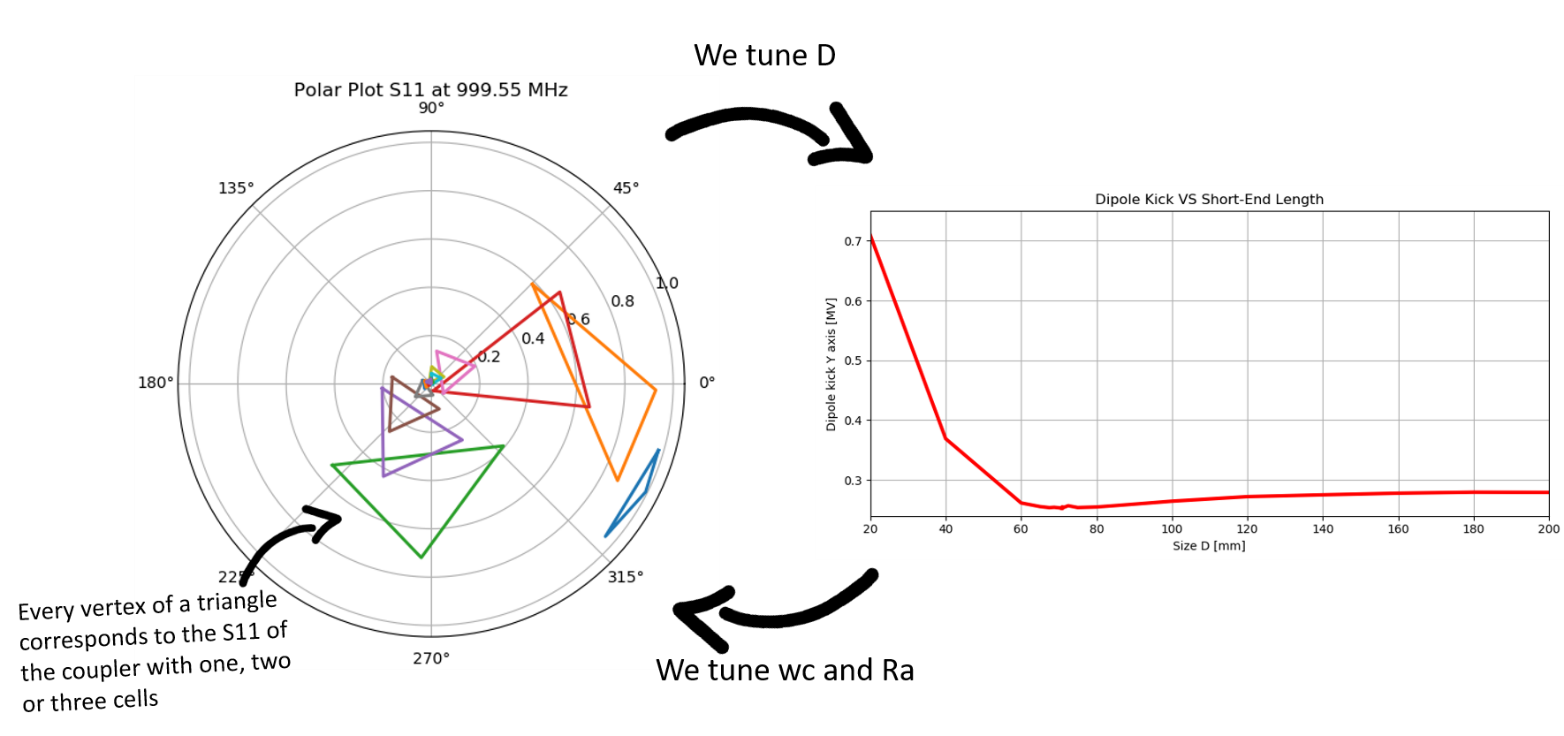 We tune D
Polar Plot S11 at 999.55 MHz
90°
135°
45°
1.0
0.8
0.6
0.4
0.2
180°
0°
225°
315°
270°
Every vertex of a triangle
corresponds to the S11 of
the coupler with one, two
or three cells
Dipole Kick VS Short-End Length
Dipole kick Y axis [MV]
0.7
0.6
0.5
0.4
0.3
20 40 60 80 100 120 140 160 180 200
Size D [mm]
We tune wc and Ra